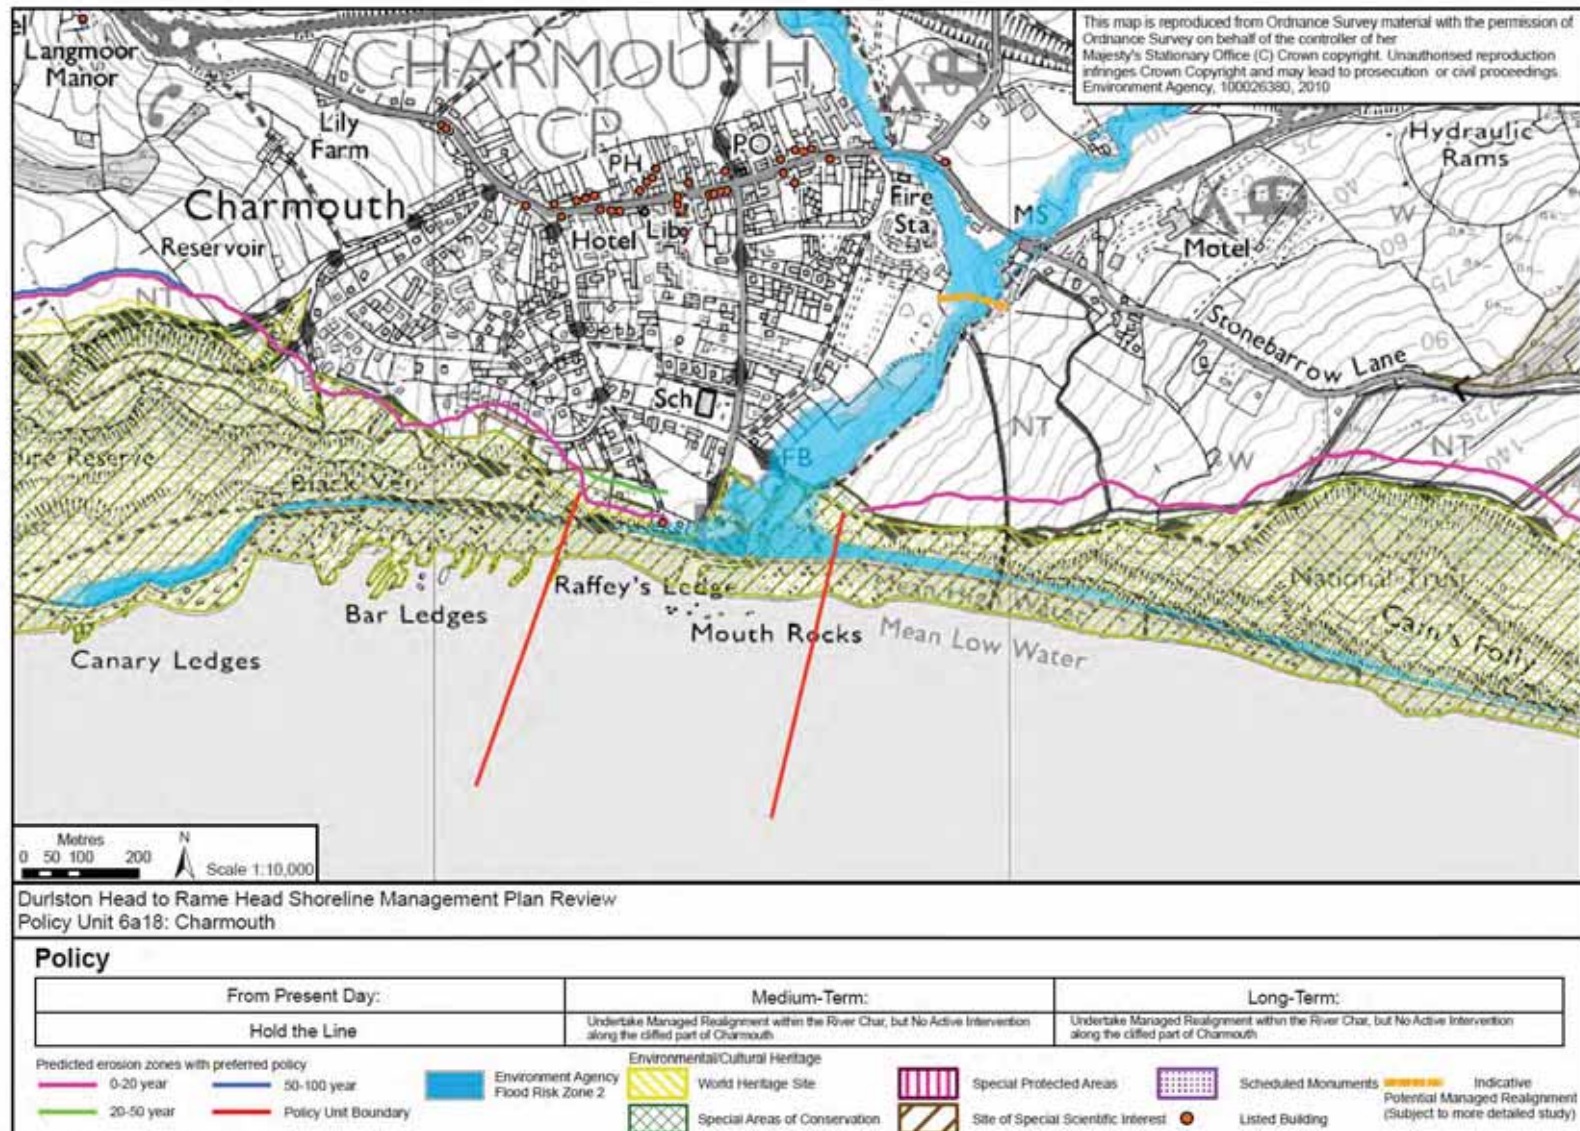 This map is reproduced from Ordnance Survey material with the permission of
Ordnance Survey on behalf of the controller of her
Majesty's Stationary Office (C) Crown copyright. Unauthorised reproduction
infringes Crown Copyright and may lead to prosecution or civil proceedings.
Environment Agency, 100026380, 2010
Langmoor
Manor
CHARMOUTH
CP
Lily
Farm
PH
PO
Hydraulic
Rams
Charmouth
Reservoir
Hotel
Liby
Fire
Sta
MS
Motel
W
Stonebarrow Lane
NT
Sch
FB
NT
W
NT
ture Reserve
Black Ven
National Trust
Cain's Folly
Raffey's Ledge
Bar Ledges
Mouth Rocks
Mean Low Water
Canary Ledges
Metres
0 50 100 200
N
Scale 1:10,000
Durlston Head to Rame Head Shoreline Management Plan Review
Policy Unit 6a18: Charmouth
Policy
From Present Day: Medium-Term: Long-Term:
Hold the Line
Undertake Managed Realignment within the River Char, but No Active Intervention
along the cliffed part of Charmouth
Undertake Managed Realignment within the River Char, but No Active Intervention
along the cliffed part of Charmouth
Predicted erosion zones with preferred policy
0-20 year
50-100 year
20-50 year
Policy Unit Boundary
Environment Agency
Flood Risk Zone 2
Environmental/Cultural Heritage
World Heritage Site
Special Protected Areas
Scheduled Monuments
Special Areas of Conservation
Site of Special Scientific Interest
Listed Building
Indicative
Potential Managed Realignment
(Subject to more detailed study)